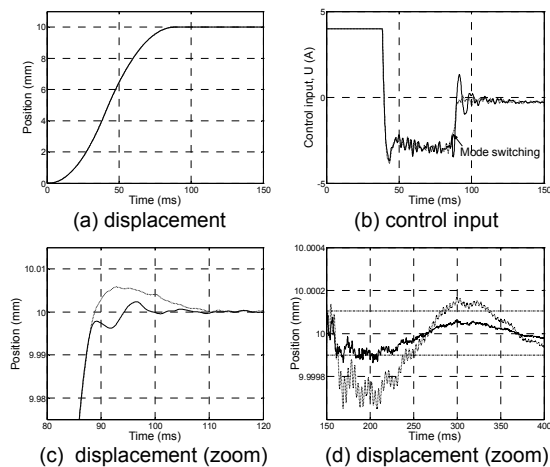 12
10
8
6
4
2
0
0 50 100 150
Position (mm)
Time (ms)
(a) displacement
5
0
-5
0 50 100 150
Control input, U (A)
Mode switching
Time (ms)
(b) control input
10.01
10
9.99
9.98
80 90 100 110 120
Position (mm)
Time (ms)
(c) displacement (zoom)
10.0004
10.0002
10
9.9998
150 200 250 300 350 400
Position (mm)
Time (ms)
(d) displacement (zoom)